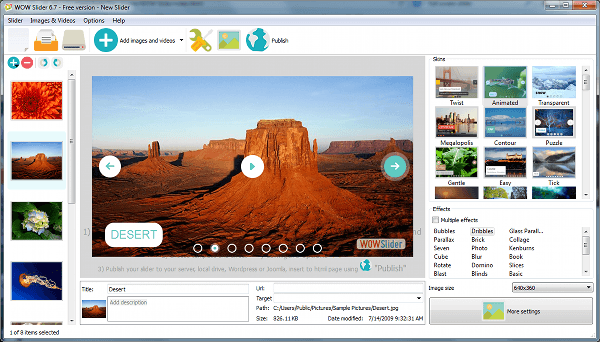 WOW Slider 6.7 - Free version - New Slider
Slider Images & Videos Options Help
Add images and videos
Publish
Skins
Twist Animated Transparent
Megalopolis Contour Puzzle
Gentle Easy Tick
DESERT
WOWSlider
3) Publish your slider to your server, local drive, Wordpress or Joomla, insert to html page using "Publish"
Effects
Multiple effects
Bubbles Dribbles Glass Parall...
Parallax Brick Collage
Seven Photo Kenburns
Cube Blur Book
Rotate Domino Slices
Blast Blinds Basic
Image size 640x360
More settings
Title: Desert
Add description
Url:
Target
Path: C:/Users/Public/Pictures/Sample Pictures/Desert.jpg
Size: 826.11 KB Date modified: 7/14/2009 9:32:31 AM
1 of 8 items selected